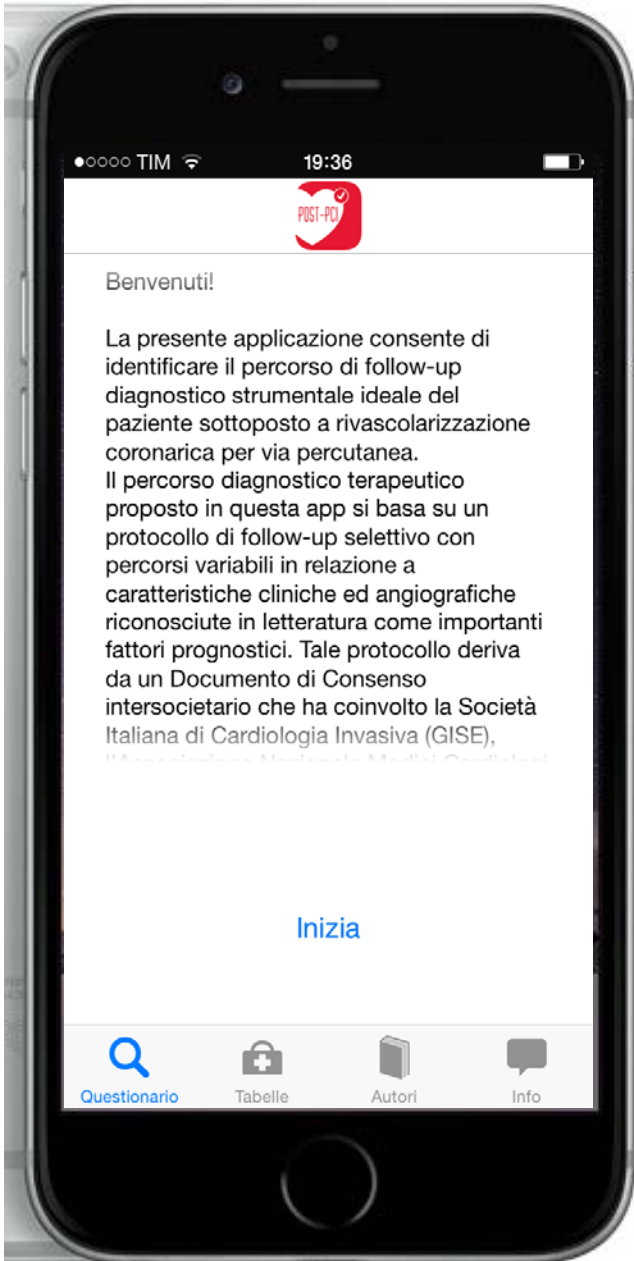 TIM
19:36
POST-PCI
Benvenuti!
La presente applicazione consente di
identificare il percorso di follow-up
diagnostico strumentale ideale del
paziente sottoposto a rivascolarizzazione
coronarica per via percutanea.
Il percorso diagnostico terapeutico
proposto in questa app si basa su un
protocollo di follow-up selettivo con
percorsi variabili in relazione a
caratteristiche cliniche ed angiografiche
riconosciute in letteratura come importanti
fattori prognostici. Tale protocollo deriva
da un Documento di Consenso
intersocietario che ha coinvolto la Società
Italiana di Cardiologia Invasiva (GISE),
Inizia
Questionario
Tabelle
Autori
Info